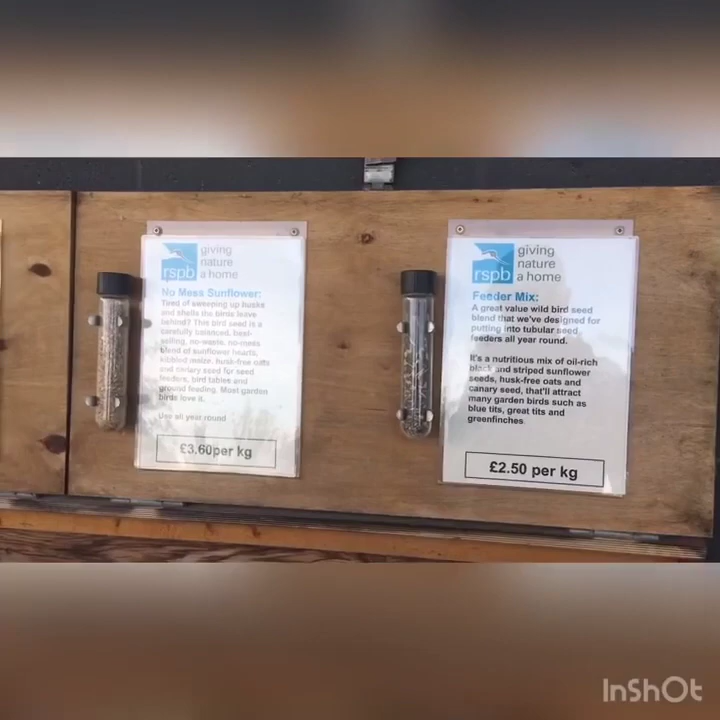 rspb
giving
nature
a home
No Mess Sunflower:
Tired of sweeping up husks
and shells the birds leave
behind? This bird seed is a
carefully balanced, best-
selling, no-waste, no-mess
blend of sunflower hearts,
kibbled maize, husk-free oats
and canary seed for seed
feeders, bird tables and
ground feeding. Most garden
birds love it.
Use all year round
£3.60per kg
rspb
giving
nature
a home
Feeder Mix:
A great value wild bird seed
blend that we've designed for
putting into tubular seed
feeders all year round.
It's a nutritious mix of oil-rich
black and striped sunflower
seeds, husk-free oats and
canary seed, that'll attract
many garden birds such as
blue tits, great tits and
greenfinches
£2.50 per kg
InShOt